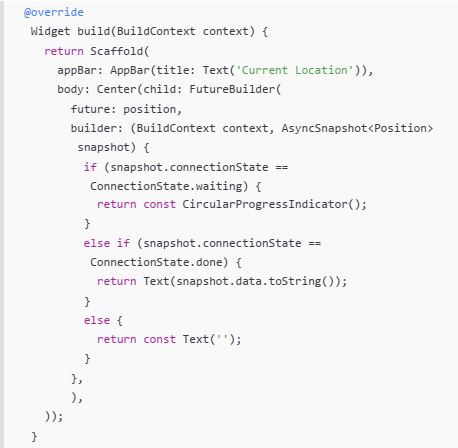 @override
Widget build(BuildContext context) {
return Scaffold(
appBar: AppBar(title: Text('Current Location')),
body: Center(child: FutureBuilder(
future: position,
builder: (BuildContext context, AsyncSnapshot<Position>
snapshot) {
if (snapshot.connectionState ==
ConnectionState.waiting) {
return const CircularProgressIndicator();
}
else if (snapshot.connectionState ==
ConnectionState.done) {
return Text(snapshot.data.toString());
}
else {
return const Text('');
}
},
),
));
}